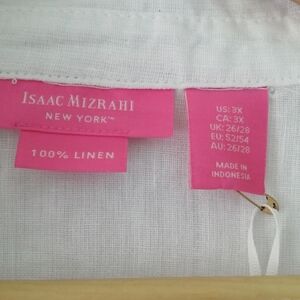 ISAAC MIZRAHI
NEW YORK™
100% LINEN
US: 3X
CA: 3X
UK: 26/28
EU: 52/54
AU: 26/28
MADE IN
INDONESIA